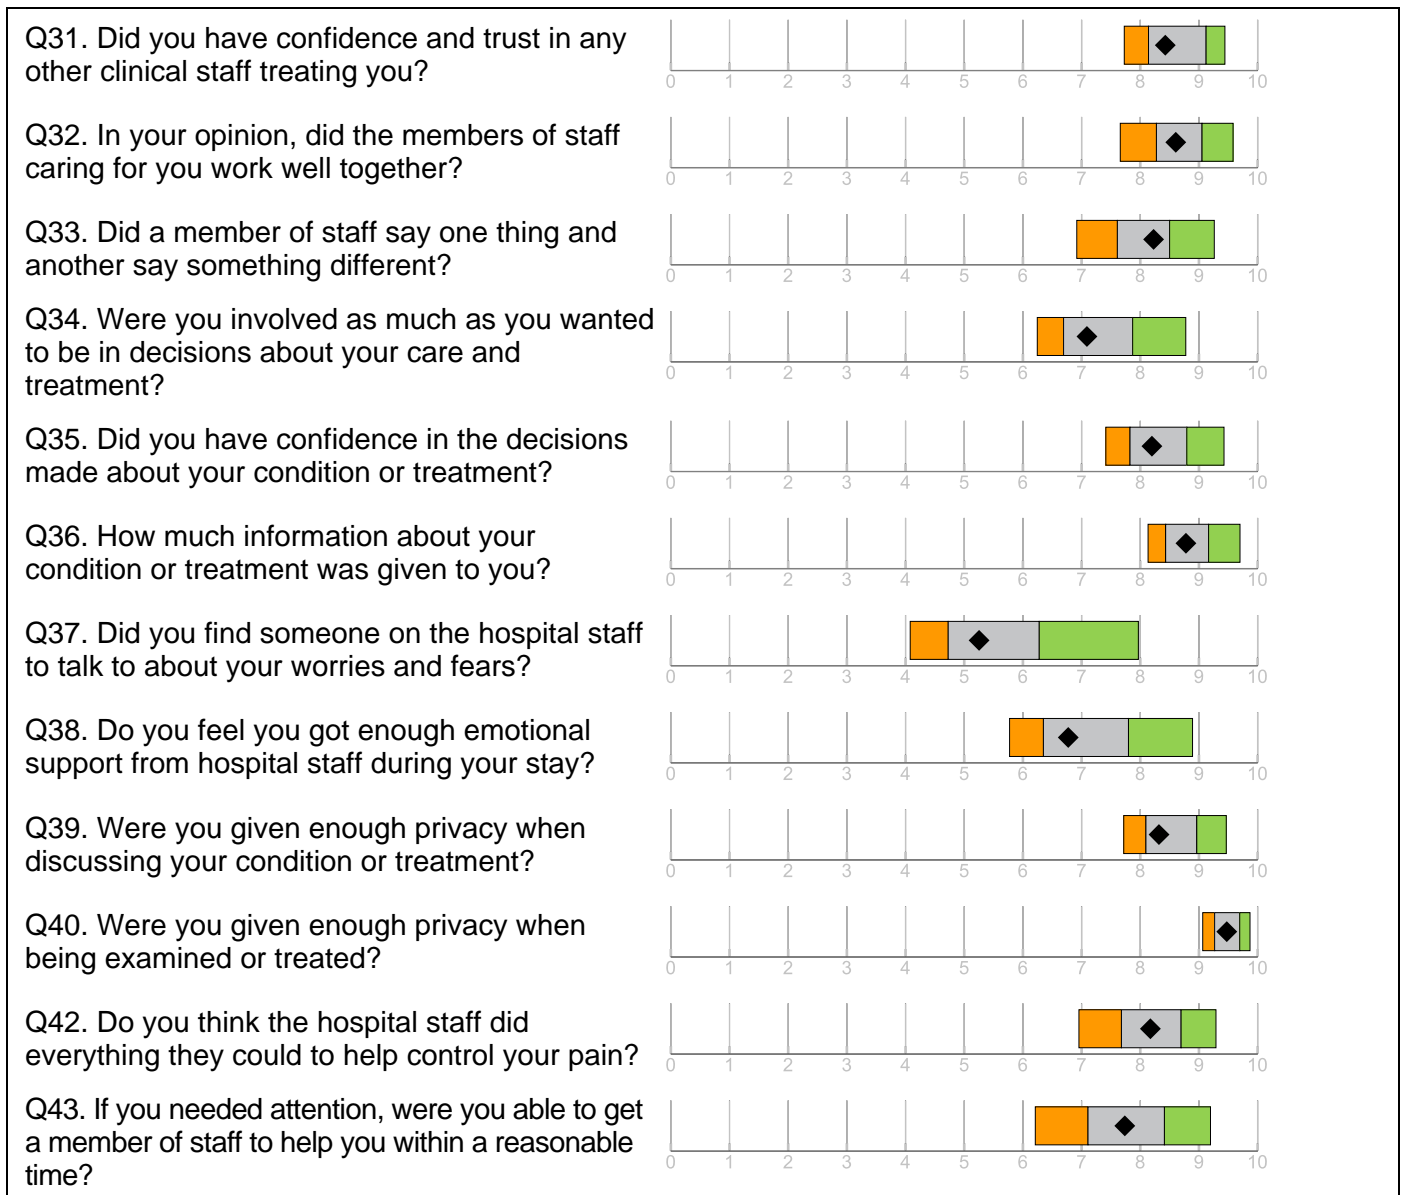 Q31. Did you have confidence and trust in any
other clinical staff treating you?
0 1 2 3 4 5 6 7 8 9 10
Q32. In your opinion, did the members of staff
caring for you work well together?
0 1 2 3 4 5 6 7 8 9 10
Q33. Did a member of staff say one thing and
another say something different?
0 1 2 3 4 5 6 7 8 9 10
Q34. Were you involved as much as you wanted
to be in decisions about your care and
treatment?
0 1 2 3 4 5 6 7 8 9 10
Q35. Did you have confidence in the decisions
made about your condition or treatment?
0 1 2 3 4 5 6 7 8 9 10
Q36. How much information about your
condition or treatment was given to you?
0 1 2 3 4 5 6 7 8 9 10
Q37. Did you find someone on the hospital staff
to talk to about your worries and fears?
0 1 2 3 4 5 6 7 8 9 10
Q38. Do you feel you got enough emotional
support from hospital staff during your stay?
0 1 2 3 4 5 6 7 8 9 10
Q39. Were you given enough privacy when
discussing your condition or treatment?
0 1 2 3 4 5 6 7 8 9 10
Q40. Were you given enough privacy when
being examined or treated?
0 1 2 3 4 5 6 7 8 9 10
Q42. Do you think the hospital staff did
everything they could to help control your pain?
0 1 2 3 4 5 6 7 8 9 10
Q43. If you needed attention, were you able to get
a member of staff to help you within a reasonable
time?
0 1 2 3 4 5 6 7 8 9 10